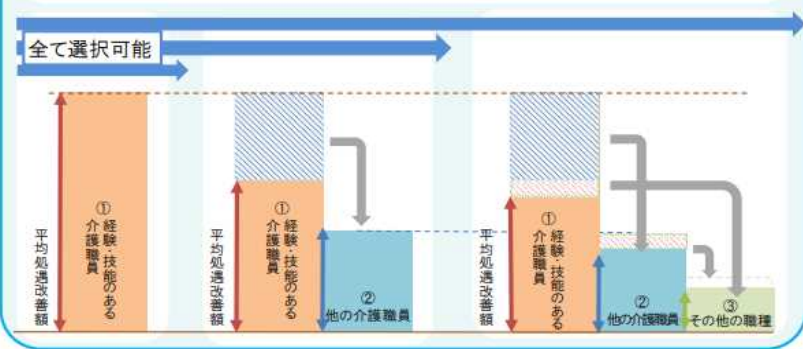 全て選択可能
平均処遇改善額
①
経験・技能のある
介護職員
平均処遇改善額
①
経験・技能のある
介護職員
②
他の介護職員
平均処遇改善額
①
経験・技能のある
介護職員
②
他の介護職員
③
その他の職種